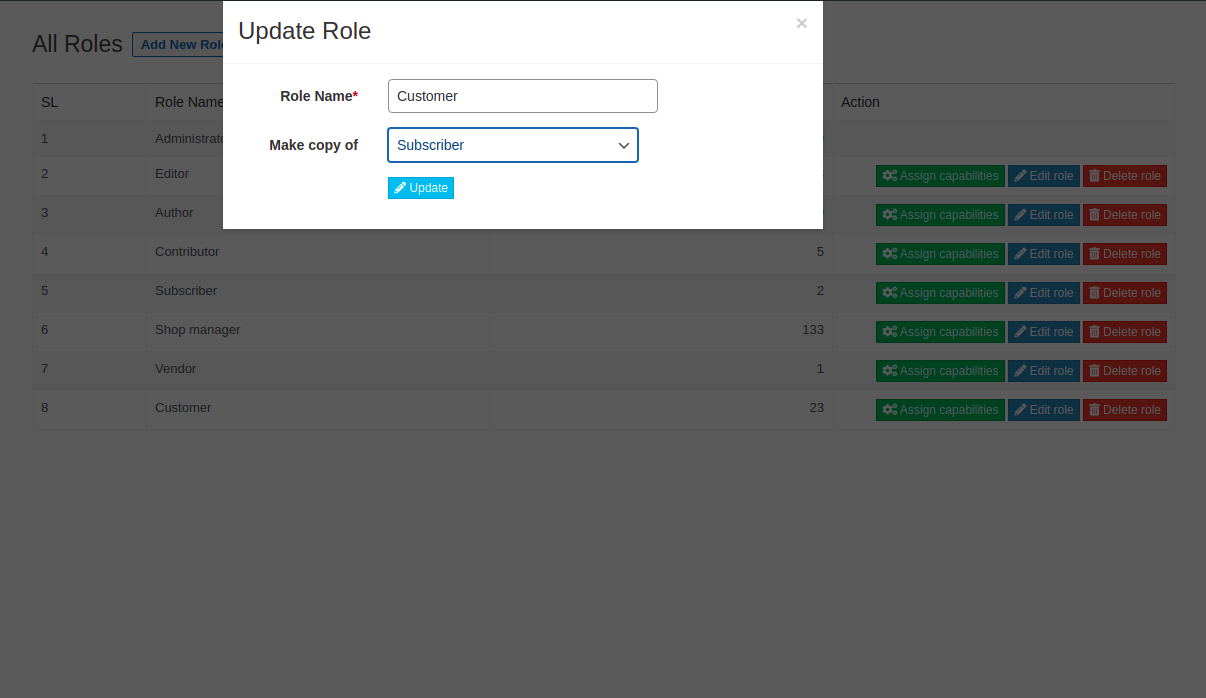 Update Role
×
All Roles Add New Role
Role Name* Customer
Make copy of Subscriber
Update
SL Role Name Action
1 Administrator
2 Editor Assign capabilities Edit role Delete role
3 Author Assign capabilities Edit role Delete role
4 Contributor 5 Assign capabilities Edit role Delete role
5 Subscriber 2 Assign capabilities Edit role Delete role
6 Shop manager 133 Assign capabilities Edit role Delete role
7 Vendor 1 Assign capabilities Edit role Delete role
8 Customer 23 Assign capabilities Edit role Delete role